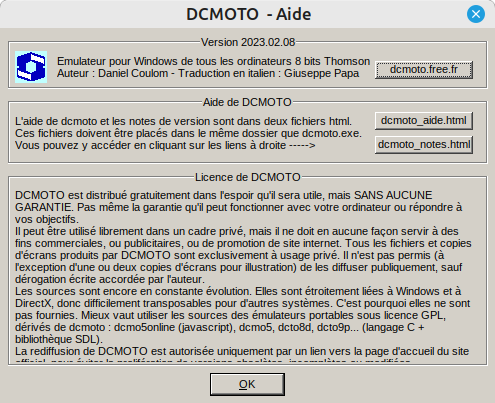 DCMOTO - Aide
Version 2023.02.08
Emulateur pour Windows de tous les ordinateurs 8 bits Thomson
Auteur : Daniel Coulom - Traduction en italien : Giuseppe Papa
dcmoto.free.fr
Aide de DCMOTO
L'aide de dcmoto et les notes de version sont dans deux fichiers html.
Ces fichiers doivent être placés dans le même dossier que dcmoto.exe.
Vous pouvez y accéder en cliquant sur les liens à droite ----->
dcmoto_aide.html
dcmoto_notes.html
Licence de DCMOTO
DCMOTO est distribué gratuitement dans l'espoir qu'il sera utile, mais SANS AUCUNE
GARANTIE. Pas même la garantie qu'il peut fonctionner avec votre ordinateur ou répondre à
vos objectifs.
Il peut être utilisé librement dans un cadre privé, mais il ne doit en aucune façon servir à des
fins commerciales, ou publicitaires, ou de promotion de site internet. Tous les fichiers et copies
d'écrans produits par DCMOTO sont exclusivement à usage privé. Il n'est pas permis (à
l'exception d'une ou deux copies d'écrans pour illustration) de les diffuser publiquement, sauf
dérogation écrite accordée par l'auteur.
Les sources sont encore en constante évolution. Elles sont étroitement liées à Windows et à
DirectX, donc difficilement transposables pour d'autres systèmes. C'est pourquoi elles ne sont
pas fournies. Mieux vaut utiliser les sources des émulateurs portables sous licence GPL,
dérivés de dcmoto : dcmo5online (javascript), dcmo5, dcto8d, dcto9p... (langage C +
bibliothèque SDL).
La rediffusion de DCMOTO est autorisée uniquement par un lien vers la page d'accueil du site
officiel, pour éviter la prolifération de versions obsolètes, incomplètes ou modifiées.
OK